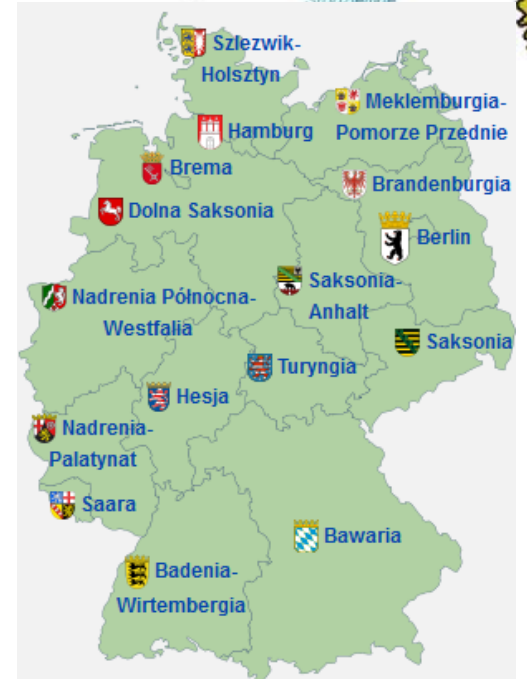 Szlezwik-
Holsztyn
Meklemburgia-
Pomorze Przednie
Hamburg
Brema
Brandenburgia
Dolna Saksonia
Berlin
Saksonia-
Anhalt
Nadrenia Północna-
Westfalia
Saksonia
Turyngia
Hesja
Nadrenia-
Palatynat
Saara
Bawaria
Badenia-
Wirtembergia